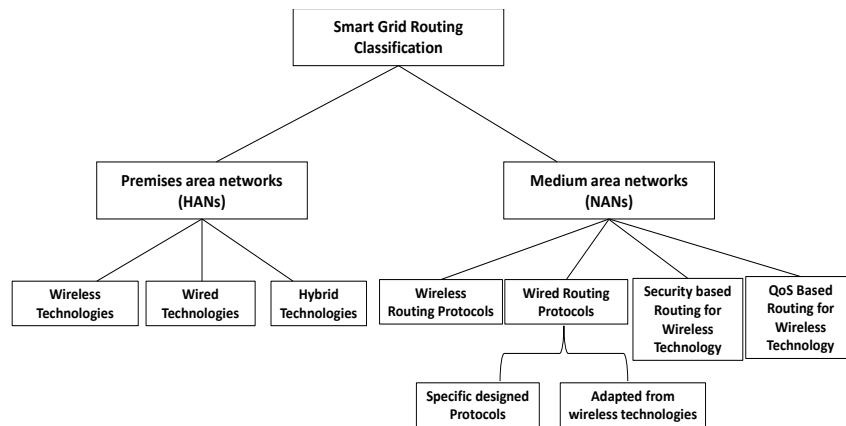 Smart Grid Routing
Classification
Premises area networks
(HANs)
Medium area networks
(NANs)
Wireless
Technologies
Wired
Technologies
Hybrid
Technologies
Wireless
Routing Protocols
Wired Routing
Protocols
Security based
Routing for
Wireless
Technology
QoS Based
Routing for
Wireless
Technology
Specific designed
Protocols
Adapted from
wireless technologies